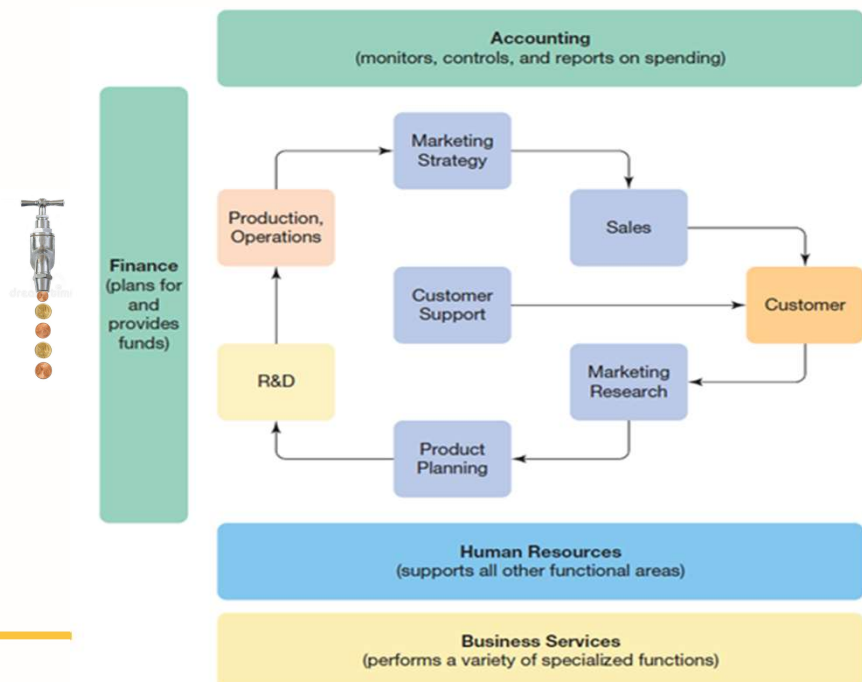 Accounting
(monitors, controls, and reports on spending)
Marketing
Strategy
Production,
Operations
Sales
Finance
(plans for
and
provides
funds)
Customer
Support
Customer
R&D
Marketing
Research
Product
Planning
Human Resources
(supports all other functional areas)
Business Services
(performs a variety of specialized functions)